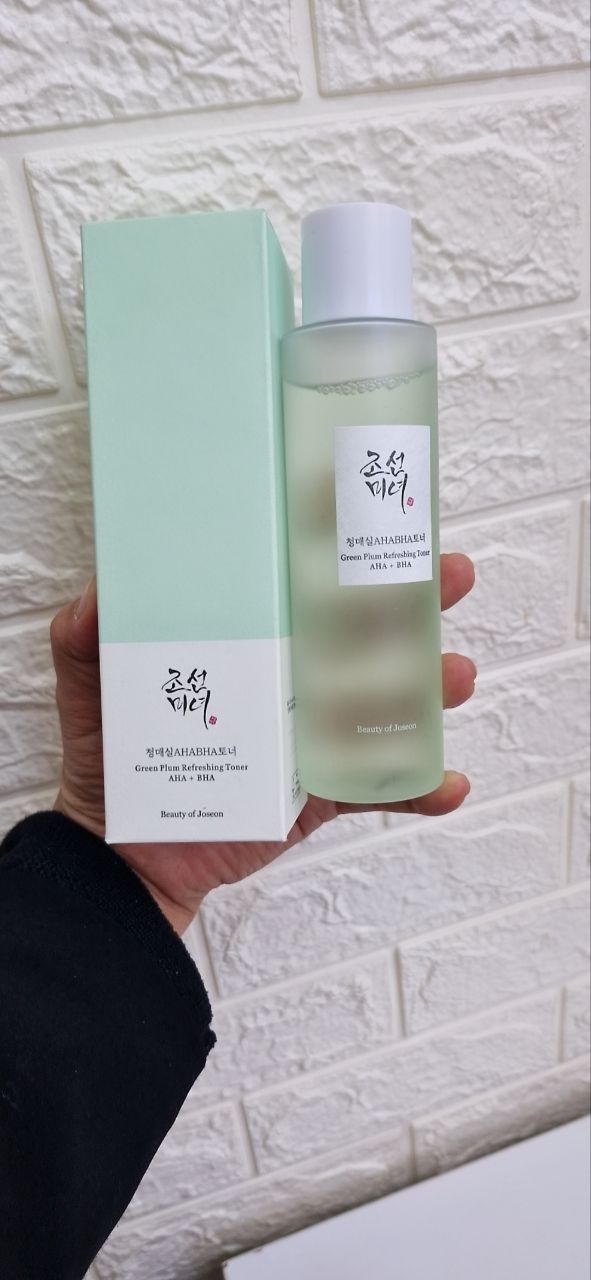 조선
미녀
청매실AHABHA토너
Green Plum Refreshing Toner
AHA + BHA
Beauty of Joseon
조선
미녀
청매실AHABHA토너
Green Plum Refreshing Toner
AHA + BHA
Beauty of Joseon